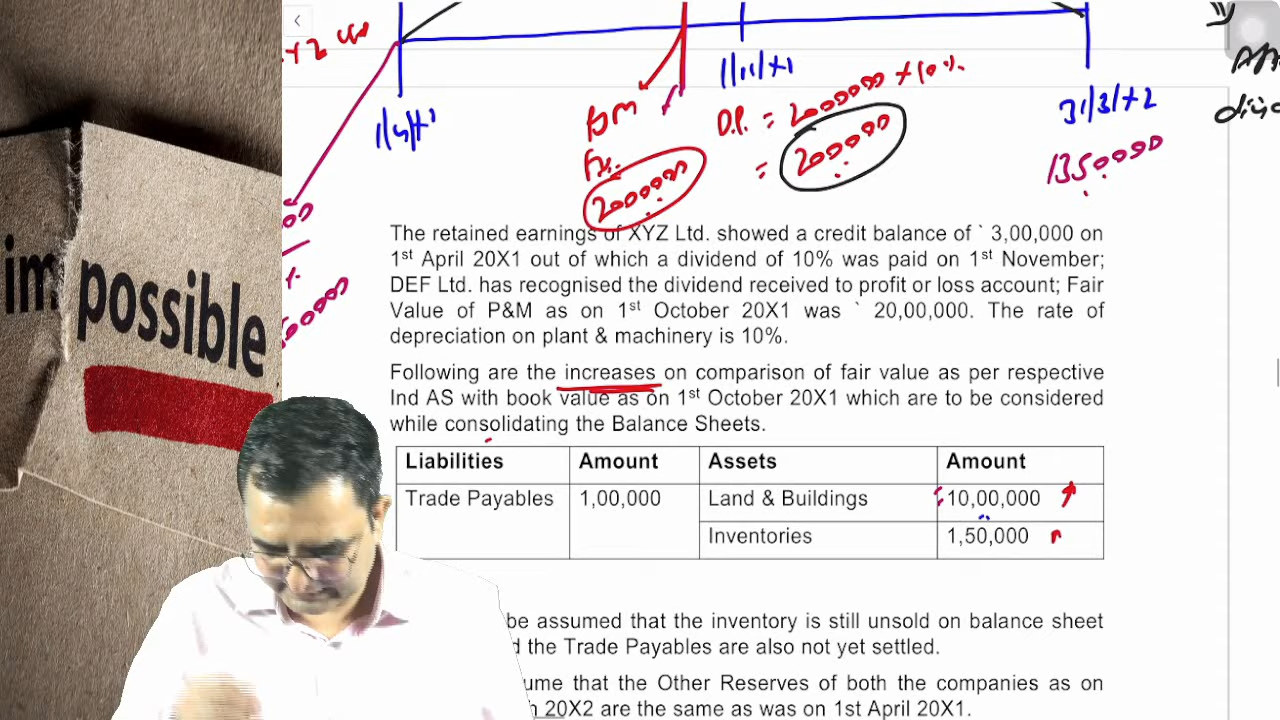 impossible
1/11/x1
31/3/x2
D.P. = 2000000 x 10%
= 200000
2000000
1350000
The retained earnings of XYZ Ltd. showed a credit balance of ` 3,00,000 on
1st April 20X1 out of which a dividend of 10% was paid on 1st November;
DEF Ltd. has recognised the dividend received to profit or loss account; Fair
Value of P&M as on 1st October 20X1 was ` 20,00,000. The rate of
depreciation on plant & machinery is 10%.
Following are the increases on comparison of fair value as per respective
Ind AS with book value as on 1st October 20X1 which are to be considered
while consolidating the Balance Sheets.
Liabilities Amount Assets Amount
Trade Payables 1,00,000 Land & Buildings 10,00,000
Inventories 1,50,000
be assumed that the inventory is still unsold on balance sheet
the Trade Payables are also not yet settled.
that the Other Reserves of both the companies as on
20X2 are the same as was on 1st April 20X1.